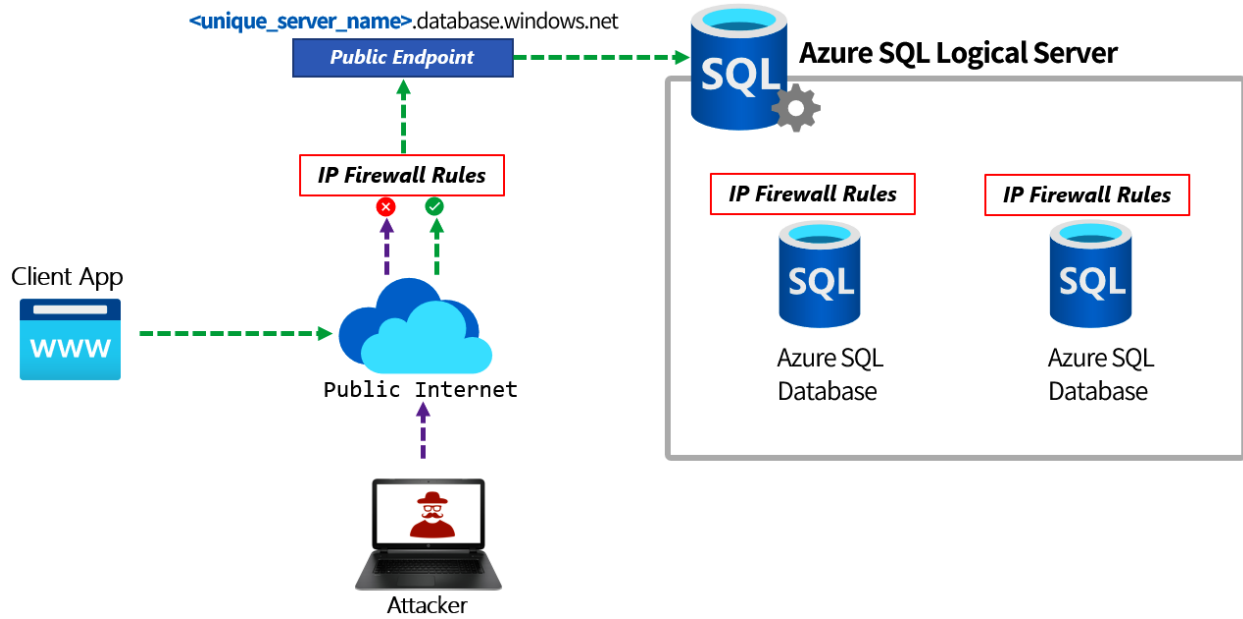 <unique_server_name>.database.windows.net
Public Endpoint
SQL
Azure SQL Logical Server
IP Firewall Rules
IP Firewall Rules
IP Firewall Rules
Client App
WWW
SQL
SQL
Public Internet
Azure SQL
Database
Azure SQL
Database
Attacker